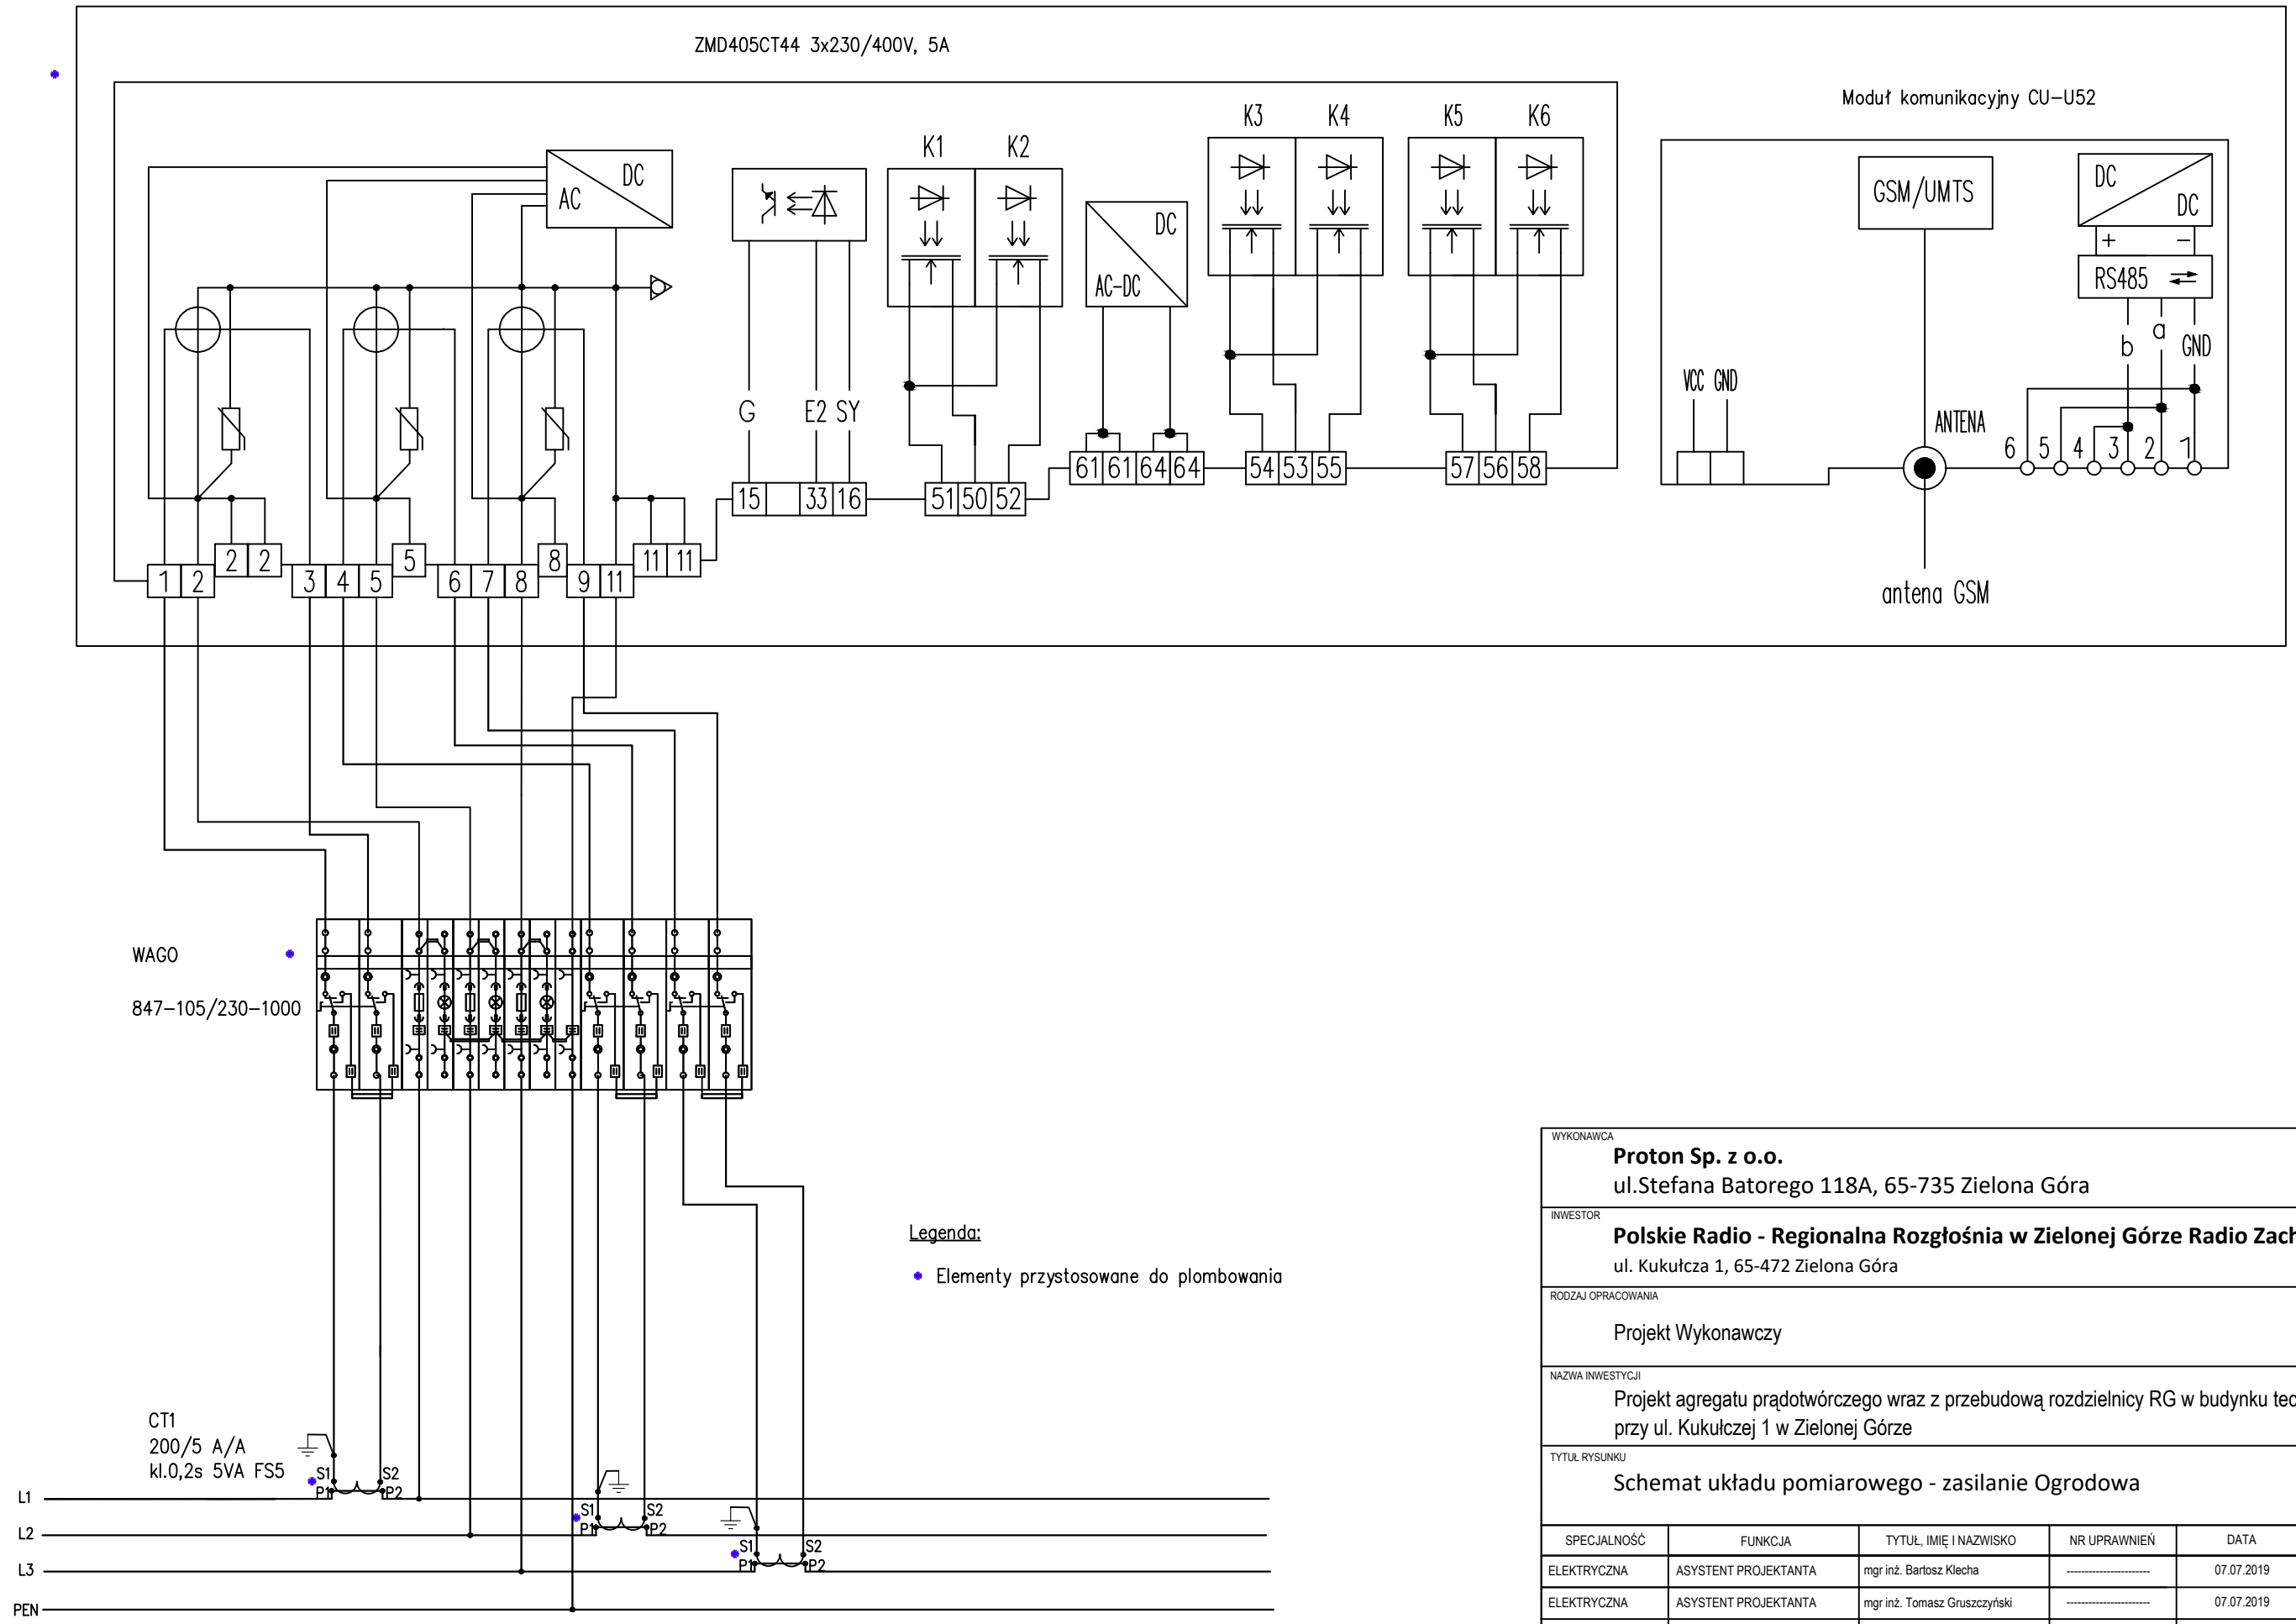 ZMD405CT44 3x230/400V, 5A
Moduł komunikacyjny CU-U52
K1 K2 K3 K4 K5 K6
AC DC
AC-DC DC
GSM/UMTS
DC DC
+ -
RS485
b a GND
VCC GND
ANTENA
G E2 SY
6 5 4 3 2 1
61 61 64 64
54 53 55
57 56 58
15 33 16
51 50 52
2 2 5 8 11 11
1 2 3 4 5 6 7 8 9 11
antena GSM
WAGO
847-105/230-1000
Legenda:
Elementy przystosowane do plombowania
CT1
200/5 A/A
kl.0,2s 5VA FS5
S1 S2
P1 P2
L1
S1 S2
P1 P2
L2
S1 S2
P1 P2
L3
PEN
WYKONAWCA
Proton Sp. z o.o.
ul.Stefana Batorego 118A, 65-735 Zielona Góra
INWESTOR
Polskie Radio - Regionalna Rozgłośnia w Zielonej Górze Radio Zach
ul. Kukułcza 1, 65-472 Zielona Góra
RODZAJ OPRACOWANIA
Projekt Wykonawczy
NAZWA INWESTYCJI
Projekt agregatu prądotwórczego wraz z przebudową rozdzielnicy RG w budynku tec
przy ul. Kukułczej 1 w Zielonej Górze
TYTUŁ RYSUNKU
Schemat układu pomiarowego - zasilanie Ogrodowa
SPECJALNOŚĆ FUNKCJA TYTUŁ, IMIĘ I NAZWISKO NR UPRAWNIEŃ DATA
ELEKTRYCZNA ASYSTENT PROJEKTANTA mgr inż. Bartosz Klecha ----------------------- 07.07.2019
ELEKTRYCZNA ASYSTENT PROJEKTANTA mgr inż. Tomasz Gruszczyński ----------------------- 07.07.2019